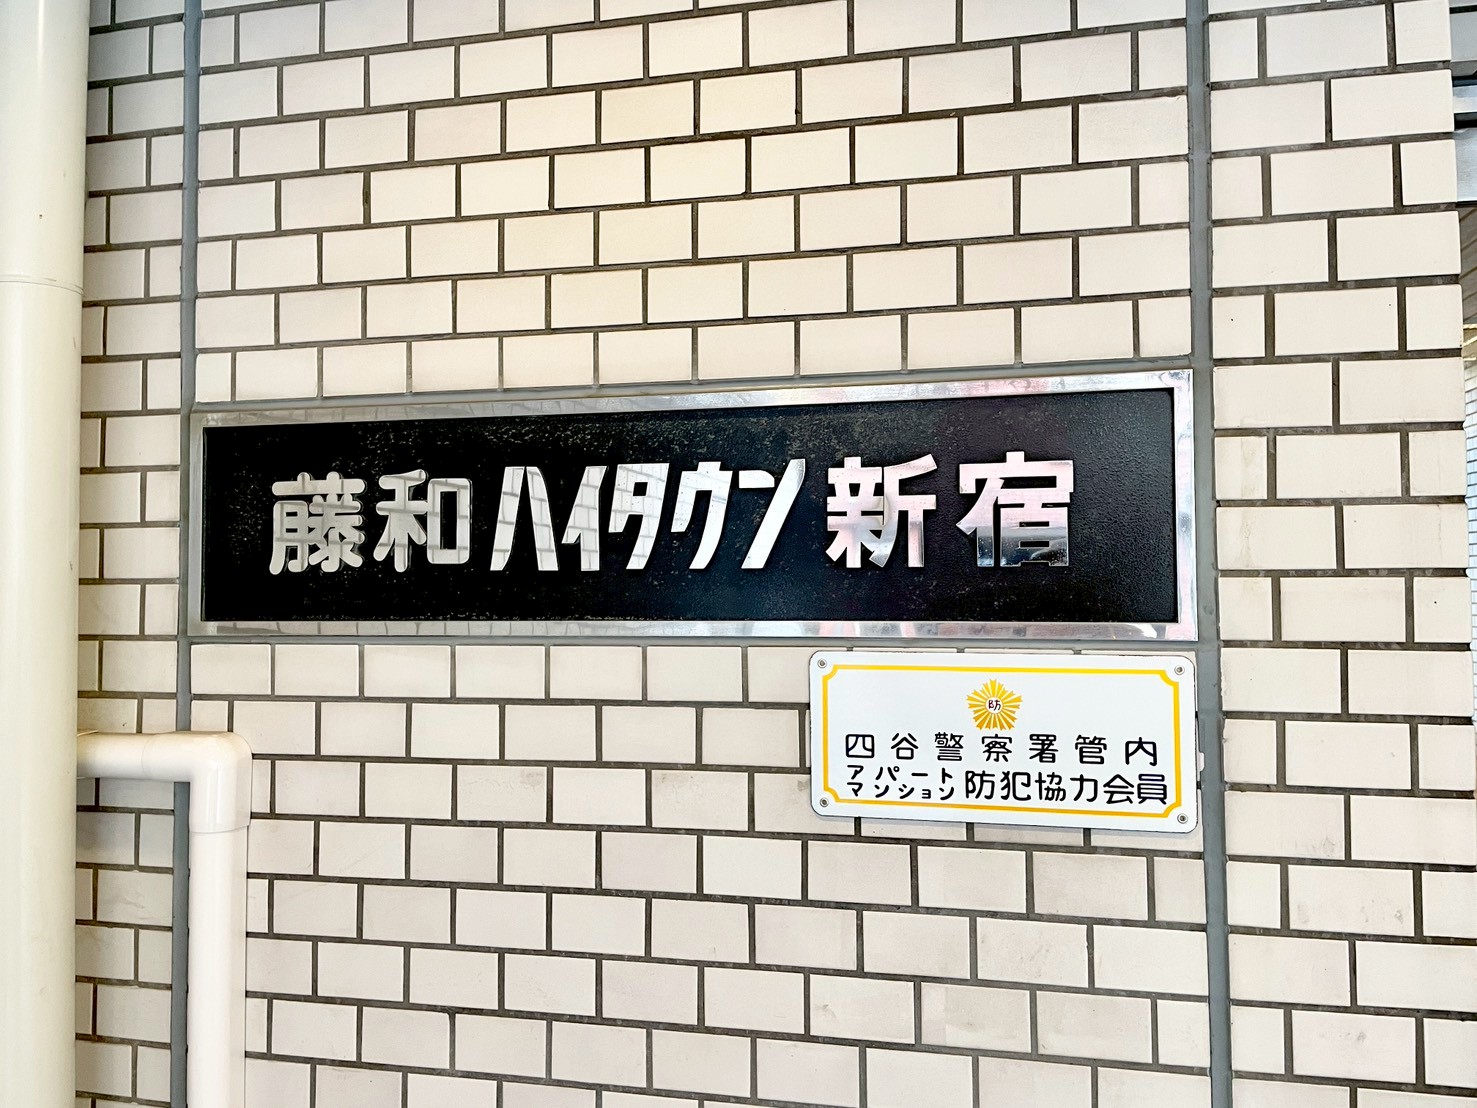 藤和ハイタウン新宿
防
四谷警察署管内
アパートマンション防犯協力会員